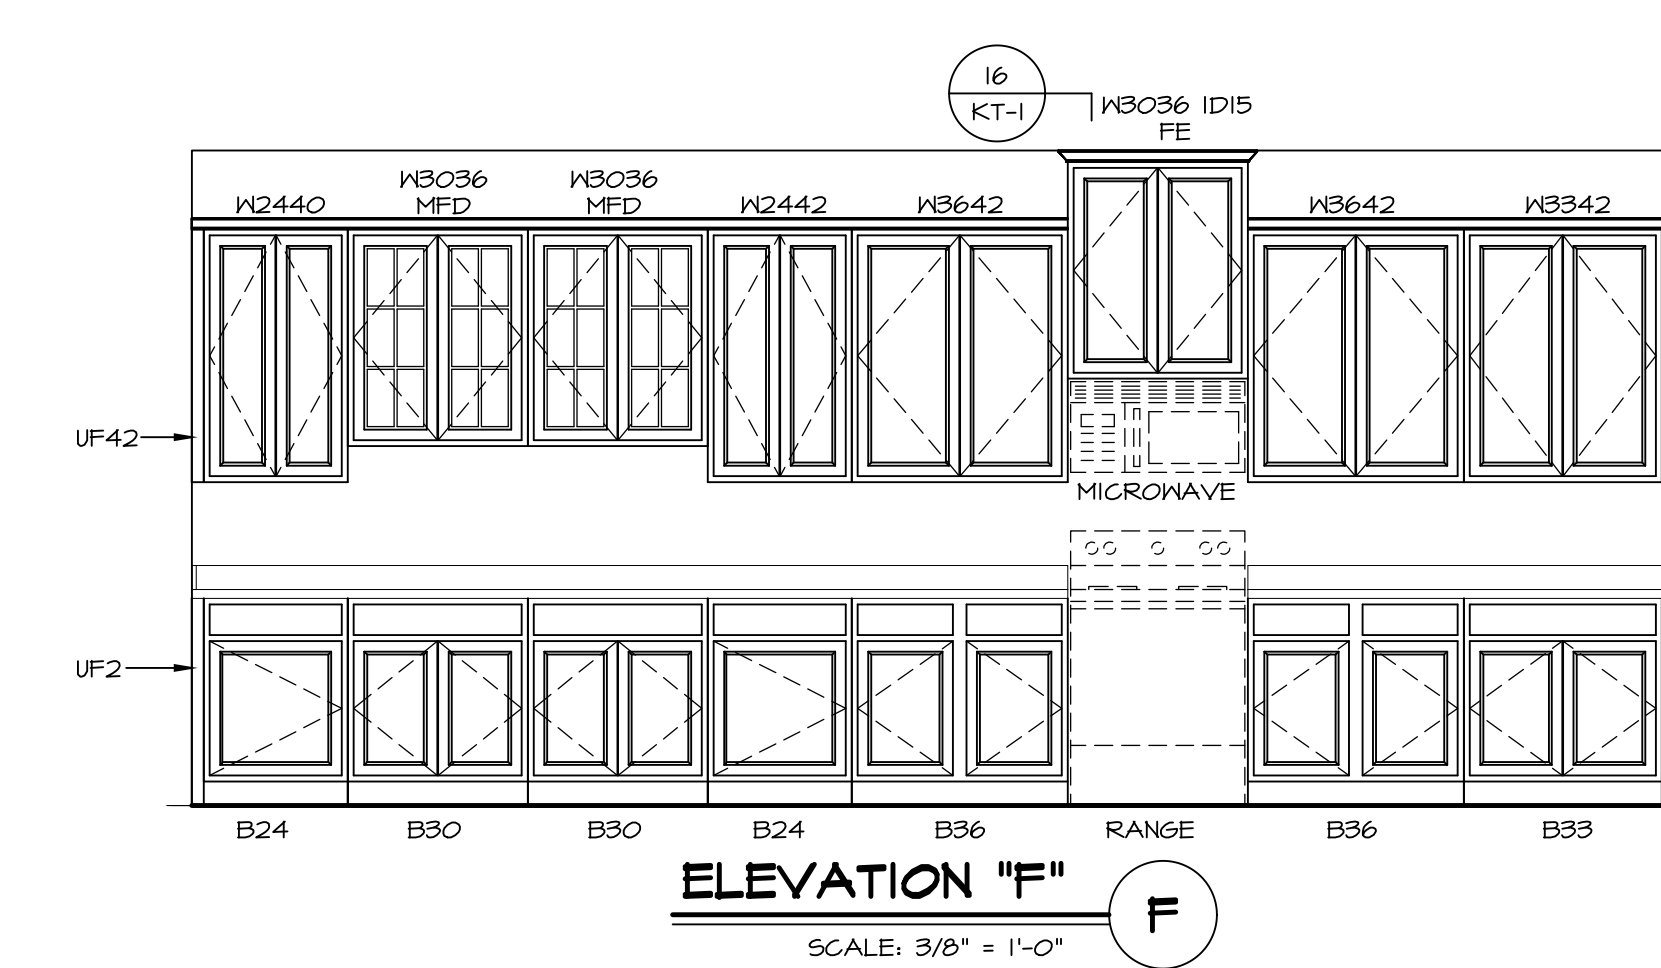 16
KT-1
W3036 1D15
FE
W2440
W3036
MFD
W3036
MFD
W2442
W3642
W3642
W3342
UF42
MICROWAVE
UF2
B24
B30
B30
B24
B36
RANGE
B36
B33
ELEVATION "F"
F
SCALE: 3/8" = 1'-0"